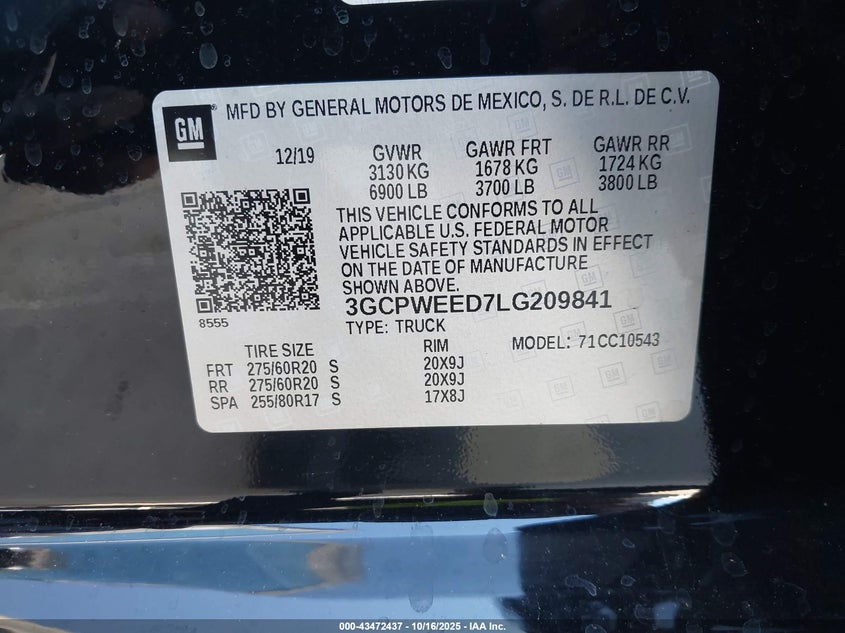 GM
MFD BY GENERAL MOTORS DE MEXICO, S. DE R.L. DE C.V.
12/19 GVWR GAWR FRT GAWR RR
3130 KG 1678 KG 1724 KG
6900 LB 3700 LB 3800 LB
THIS VEHICLE CONFORMS TO ALL
APPLICABLE U.S. FEDERAL MOTOR
VEHICLE SAFETY STANDARDS IN EFFECT
ON THE DATE OF MANUFACTURE
SHOWN ABOVE.
8555
3GCPWEED7LG209841
TYPE: TRUCK
MODEL: 71CC10543
TIRE SIZE RIM
FRT 275/60R20 S 20X9J
RR 275/60R20 S 20X9J
SPA 255/80R17 S 17X8J
000-43472437 - 10/16/2025 - IAA Inc.